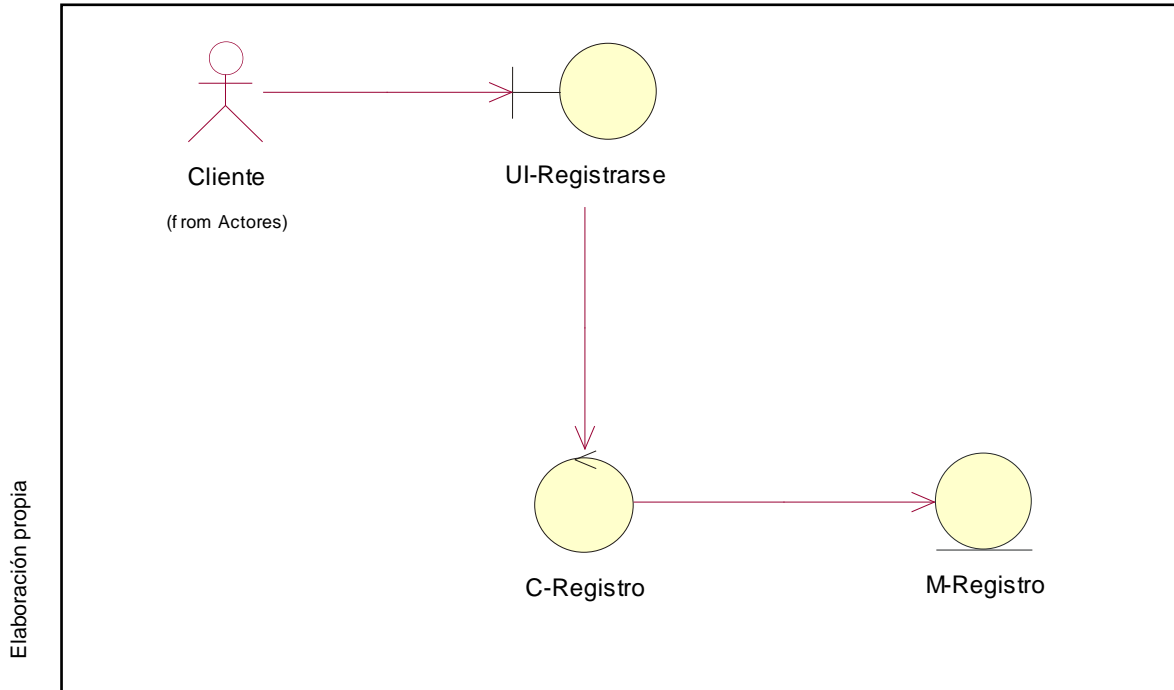 Cliente
(from Actores)
UI-Registrarse
C-Registro
M-Registro
Elaboración propia